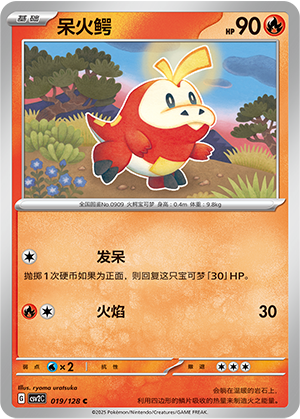 基础 呆火鳄 HP 90
全国图鉴No.0909 火鳄宝可梦 身高：0.4m 体重：9.8kg
发呆
抛掷1次硬币如果为正面，则回复这只宝可梦「30」HP。
火焰 30
弱点 ×2 抗性 撤退
Illus. ryoma uratsuka
G CSV2C 019/128 C
会躺在温暖的岩石上，
利用四边形的鳞片吸收的热量来制造火之能量。
©2025 Pokémon/Nintendo/Creatures/GAME FREAK.